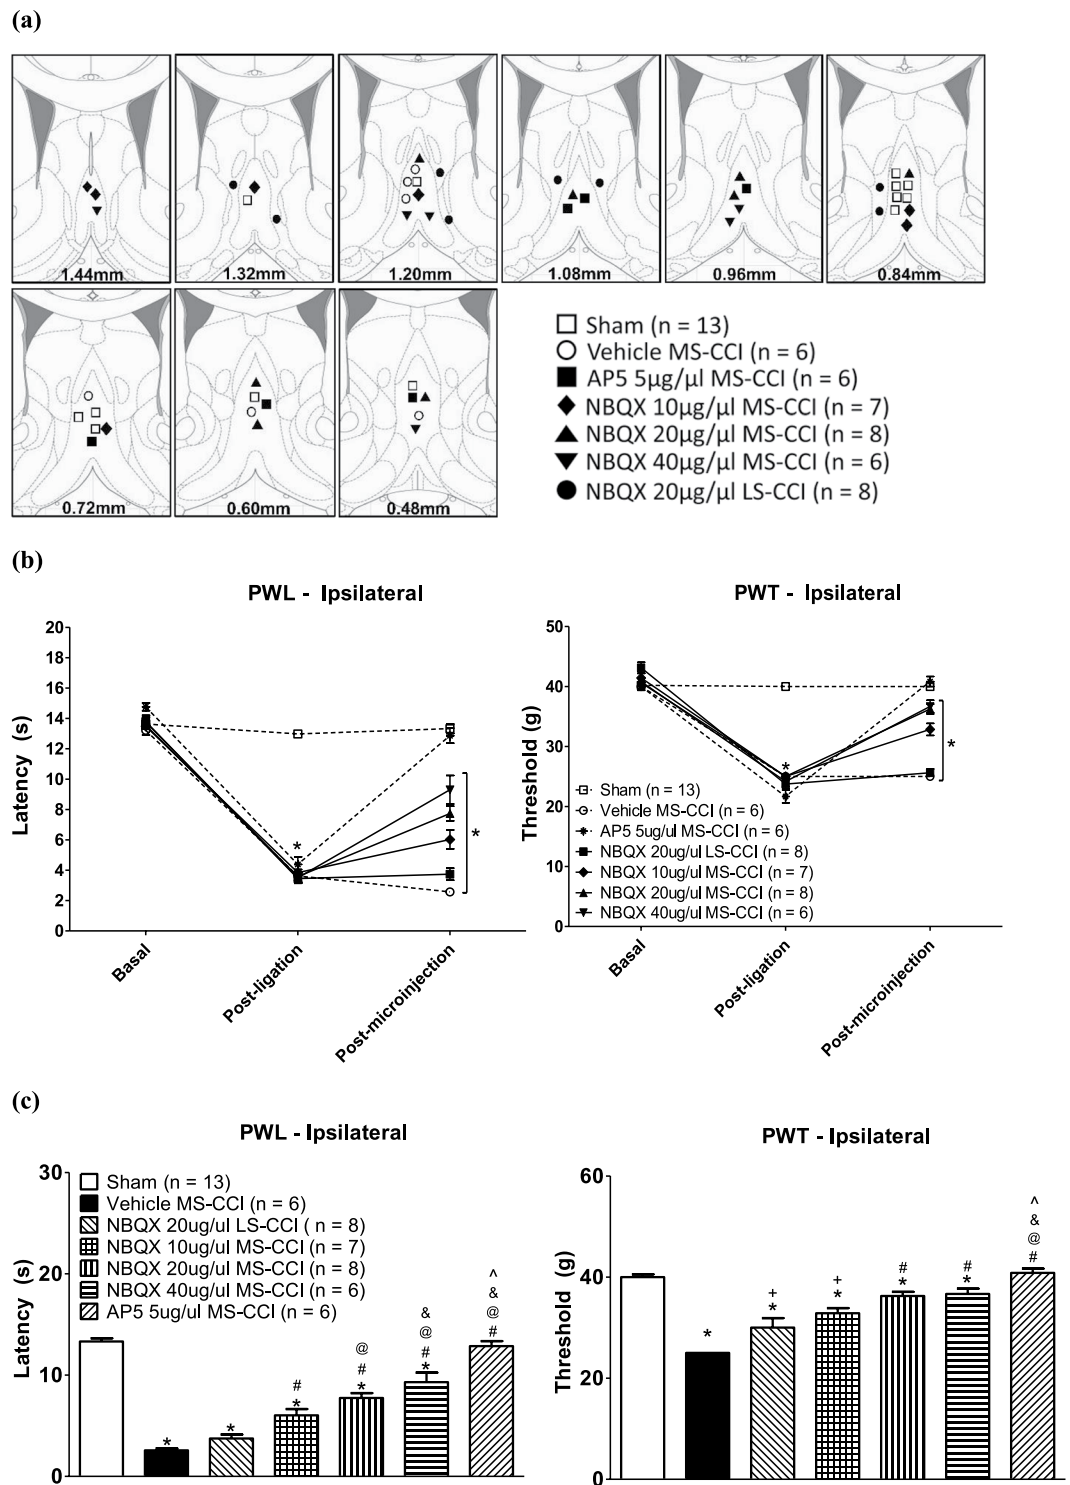 (a)
1.44mm
1.32mm
1.20mm
1.08mm
0.96mm
0.84mm
0.72mm
0.60mm
0.48mm
Sham (n = 13)
Vehicle MS-CCI (n = 6)
AP5 5µg/µl MS-CCI (n = 6)
NBQX 10µg/µl MS-CCI (n = 7)
NBQX 20µg/µl MS-CCI (n = 8)
NBQX 40µg/µl MS-CCI (n = 6)
NBQX 20µg/µl LS-CCI (n = 8)
(b)
PWL - Ipsilateral
Latency (s)
20
18
16
14
12
10
8
6
4
2
0
*
*
Basal
Post-ligation
Post-microinjection
PWT - Ipsilateral
Threshold (g)
50
40
30
20
10
0
*
*
Sham (n = 13)
Vehicle MS-CCI (n = 6)
AP5 5ug/ul MS-CCI (n = 6)
NBQX 20ug/ul LS-CCI (n = 8)
NBQX 10ug/ul MS-CCI (n = 7)
NBQX 20ug/ul MS-CCI (n = 8)
NBQX 40ug/ul MS-CCI (n = 6)
Basal
Post-ligation
Post-microinjection
(c)
PWL - Ipsilateral
Latency (s)
30
20
10
0
Sham (n = 13)
Vehicle MS-CCI (n = 6)
NBQX 20ug/ul LS-CCI ( n = 8)
NBQX 10ug/ul MS-CCI (n = 7)
NBQX 20ug/ul MS-CCI (n = 8)
NBQX 40ug/ul MS-CCI (n = 6)
AP5 5ug/ul MS-CCI (n = 6)
*
*
#
*
@
#
*
&
@
#
*
^
&
@
#
PWT - Ipsilateral
Threshold (g)
60
40
20
0
*
+
*
+
*
#
*
#
*
^
&
@
#